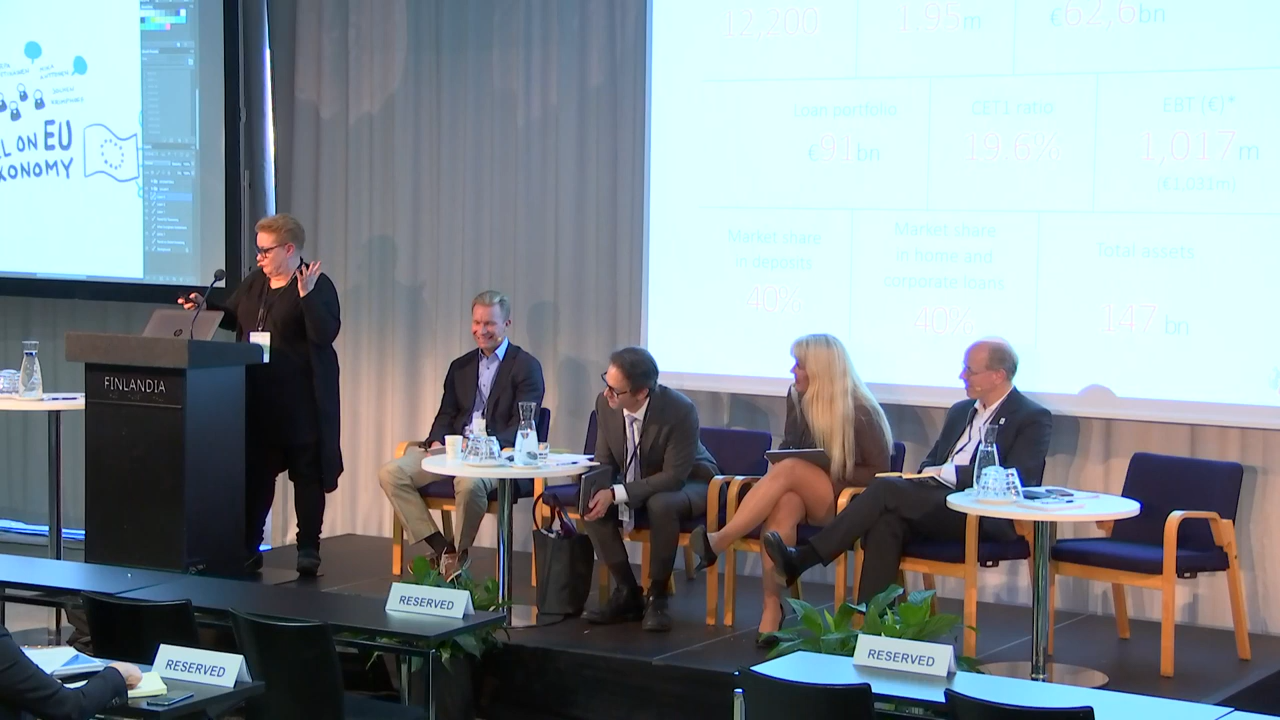 L ON EU
XONOMY
12,200
1.95m
€62,6bn
Loan portfolio
€91bn
CET1 ratio
19.6%
EBT (€)*
1,017m
(€1,031m)
Market share
in deposits
40%
Market share
in home and
corporate loans
40%
Total assets
147 bn
FINLANDIA
RESERVED
RESERVED
RESERVED